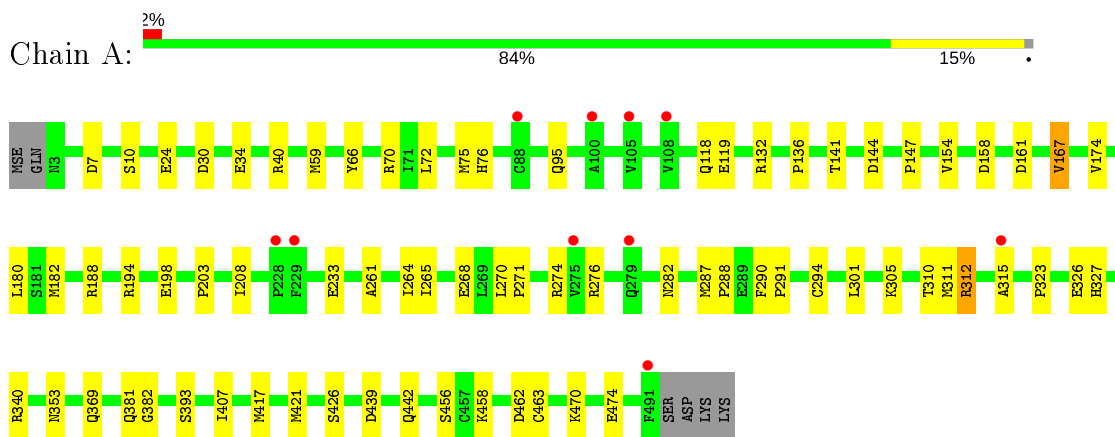 2%
Chain A:
84% 15% •
MSE GLN N3 D7 S10 E24 D30 E34 R40 M59 Y66 R70 I71 L72 M75 H76 C88 Q95 A100 V105 V108 Q118 E119 R132 P136 T141 D144 P147 V154 D158 D161 V167 V174
L180 S181 M182 R188 R194 E198 P203 I208 P228 F229 E233 A261 I264 I265 E268 L269 L270 P271 R274 V275 R276 Q279 N282 M287 P288 E289 F290 P291 C294 L301 K305 T310 M311 R312 A315 P323 E326 H327
R340 N353 Q369 Q381 G382 S393 I407 M417 M421 S426 D439 Q442 S456 C457 K458 D462 C463 K470 E474 F491 SER ASP LYS LYS